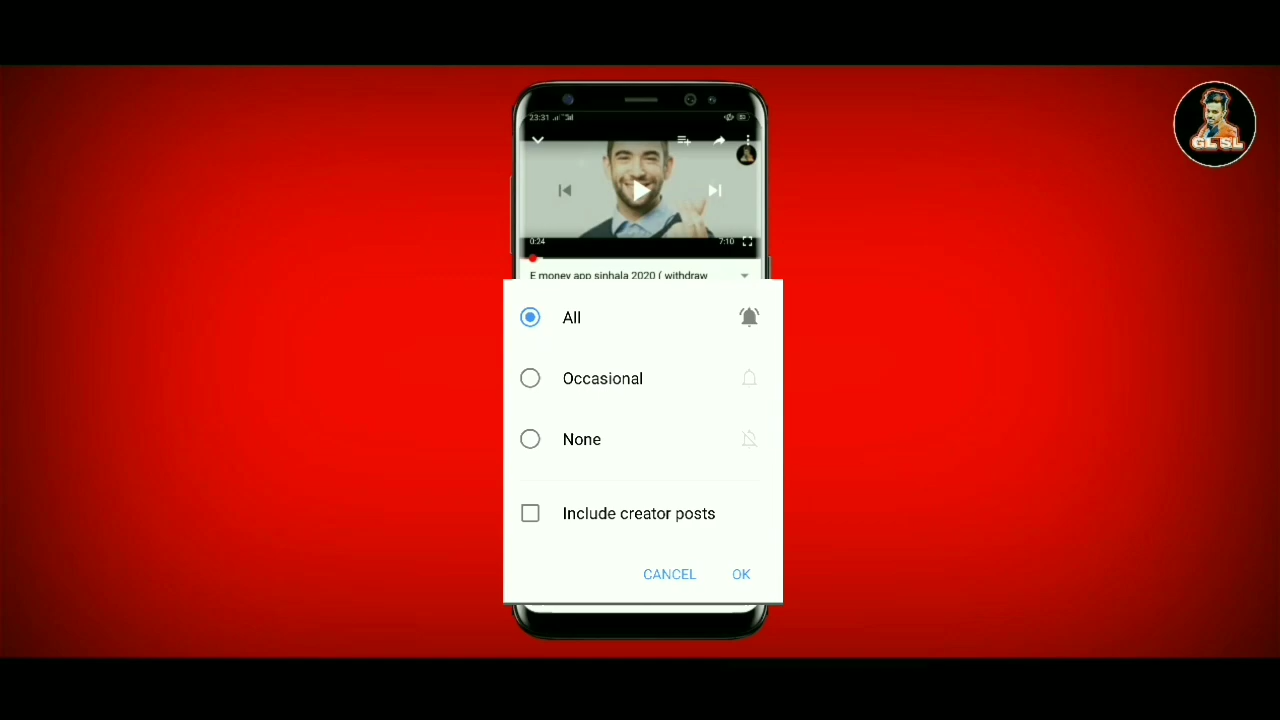 GL SL
23:31
0:24
7:10
E money app sinhala 2020 ( withdraw
All
Occasional
None
Include creator posts
CANCEL
OK